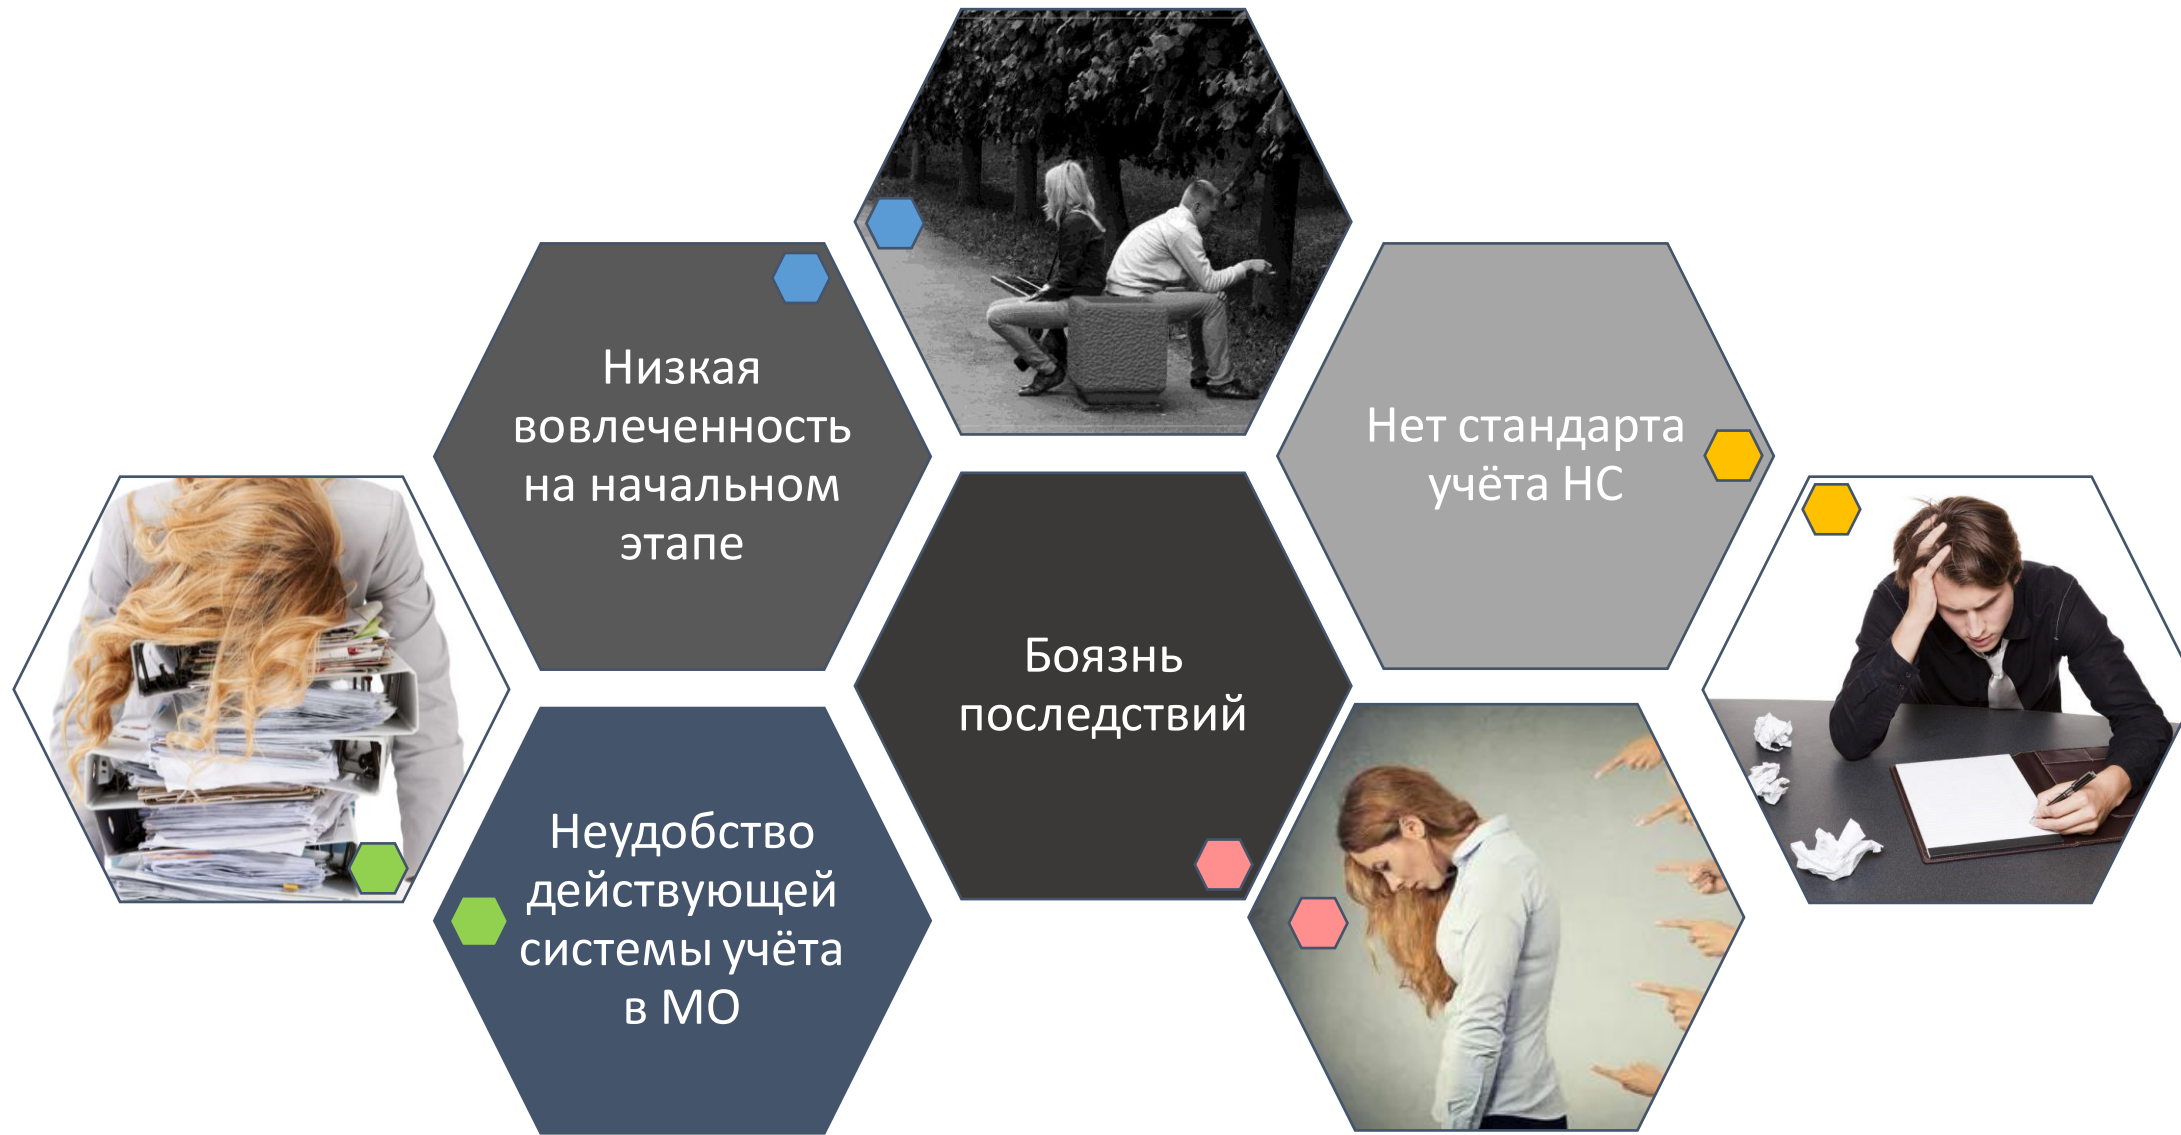 Низкая
вовлеченность
на начальном
этапе
Нет стандарта
учёта НС
Боязнь
последствий
Неудобство
действующей
системы учёта
в МО